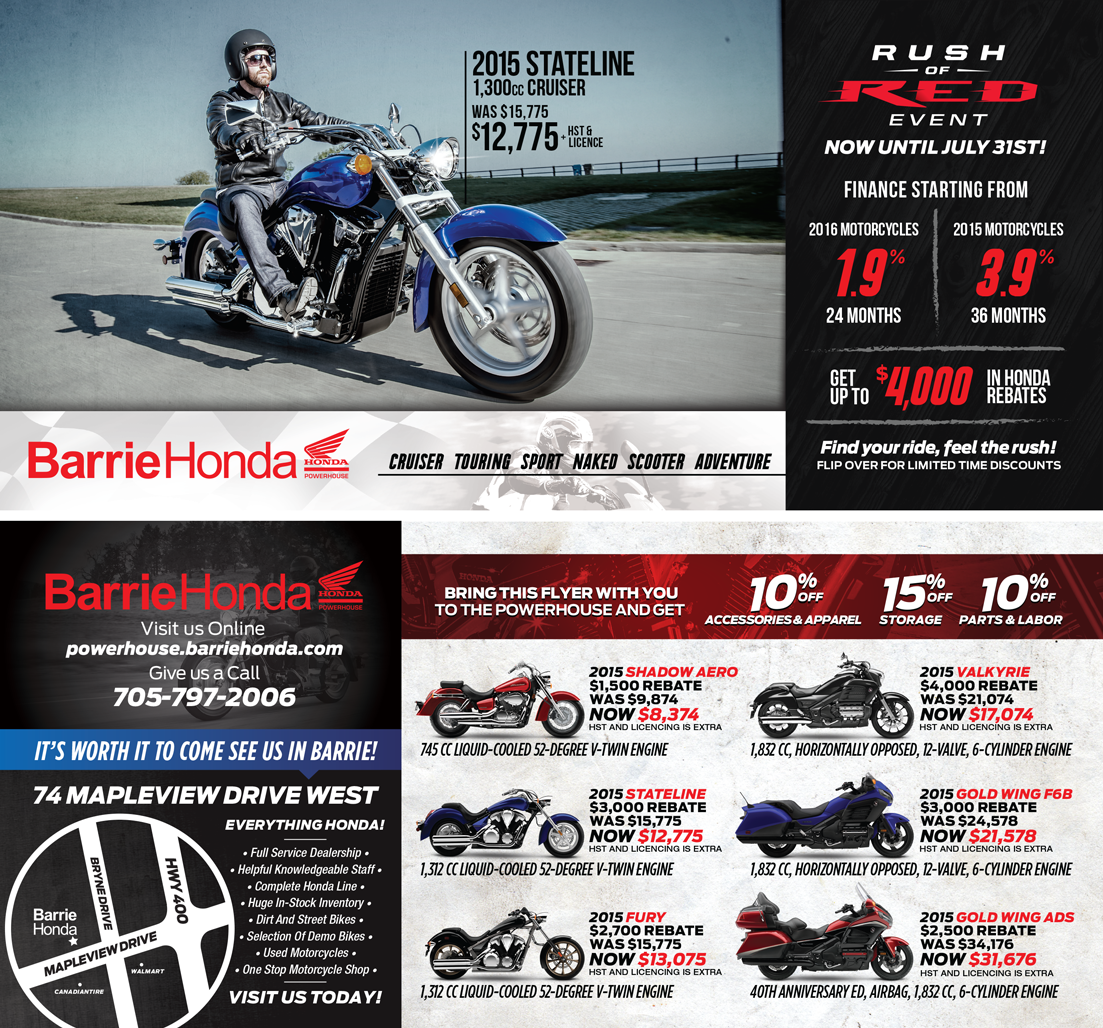 2015 STATELINE
1,300CC CRUISER
WAS $15,775
$12,775 + HST & LICENCE
RUSH
OF
RED
EVENT
NOW UNTIL JULY 31ST!
FINANCE STARTING FROM
2016 MOTORCYCLES
1.9%
24 MONTHS
2015 MOTORCYCLES
3.9%
36 MONTHS
GET UP TO $4,000 IN HONDA REBATES
Find your ride, feel the rush!
FLIP OVER FOR LIMITED TIME DISCOUNTS
BarrieHonda
HONDA
POWERHOUSE
CRUISER TOURING SPORT NAKED SCOOTER ADVENTURE
BarrieHonda
HONDA
POWERHOUSE
Visit us Online
powerhouse.barriehonda.com
Give us a Call
705-797-2006
IT'S WORTH IT TO COME SEE US IN BARRIE!
74 MAPLEVIEW DRIVE WEST
EVERYTHING HONDA!
• Full Service Dealership •
• Helpful Knowledgeable Staff •
• Complete Honda Line •
• Huge In-Stock Inventory •
• Dirt And Street Bikes •
• Selection Of Demo Bikes •
• Used Motorcycles •
• One Stop Motorcycle Shop •
VISIT US TODAY!
BRYNE DRIVE
HWY 400
Barrie
Honda
MAPLEVIEW DRIVE
WALMART
CANADIANTIRE
BRING THIS FLYER WITH YOU
TO THE POWERHOUSE AND GET
10% OFF
ACCESSORIES & APPAREL
15% OFF
STORAGE
10% OFF
PARTS & LABOR
2015 SHADOW AERO
$1,500 REBATE
WAS $9,874
NOW $8,374
HST AND LICENCING IS EXTRA
745 CC LIQUID-COOLED 52-DEGREE V-TWIN ENGINE
2015 VALKYRIE
$4,000 REBATE
WAS $21,074
NOW $17,074
HST AND LICENCING IS EXTRA
1,832 CC, HORIZONTALLY OPPOSED, 12-VALVE, 6-CYLINDER ENGINE
2015 STATELINE
$3,000 REBATE
WAS $15,775
NOW $12,775
HST AND LICENCING IS EXTRA
1,312 CC LIQUID-COOLED 52-DEGREE V-TWIN ENGINE
2015 GOLD WING F6B
$3,000 REBATE
WAS $24,578
NOW $21,578
HST AND LICENCING IS EXTRA
1,832 CC, HORIZONTALLY OPPOSED, 12-VALVE, 6-CYLINDER ENGINE
2015 FURY
$2,700 REBATE
WAS $15,775
NOW $13,075
HST AND LICENCING IS EXTRA
1,312 CC LIQUID-COOLED 52-DEGREE V-TWIN ENGINE
2015 GOLD WING ADS
$2,500 REBATE
WAS $34,176
NOW $31,676
HST AND LICENCING IS EXTRA
40TH ANNIVERSARY ED, AIRBAG, 1,832 CC, 6-CYLINDER ENGINE